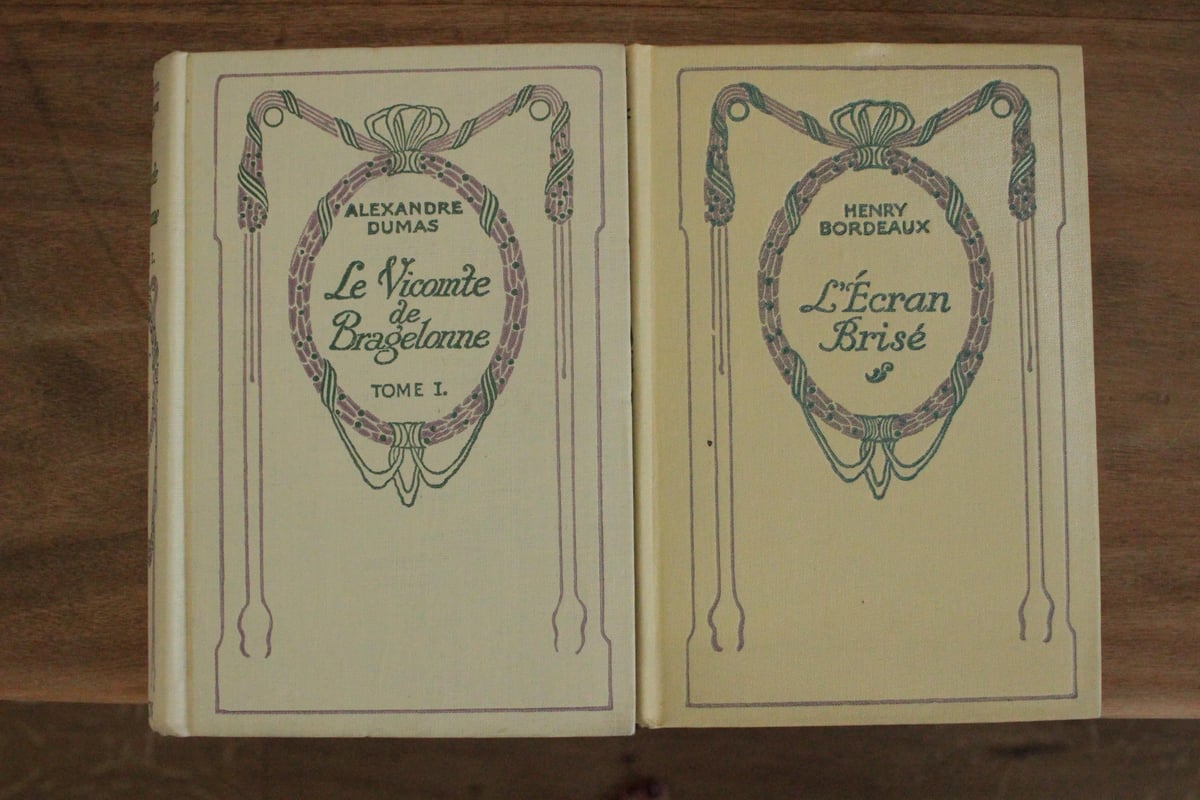 ALEXANDRE
DUMAS
Le Vicomte
de
Bragelonne
TOME I.
HENRY
BORDEAUX
L'Écran
Brisé